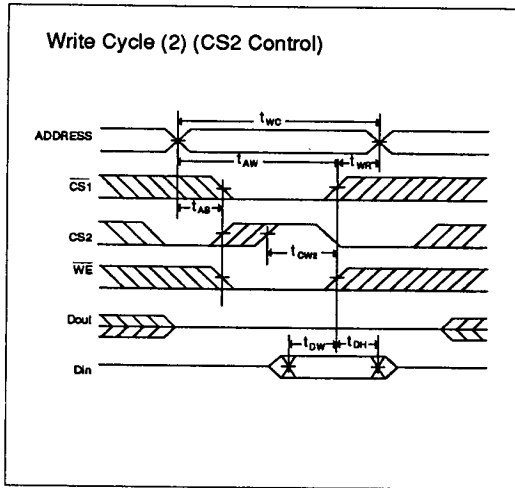 Write Cycle (2) (CS2 Control)
tWC
ADDRESS
tAW
tWR
CS1
tAS
CS2
tCW2
WE
Dout
tDW
tDH
Din